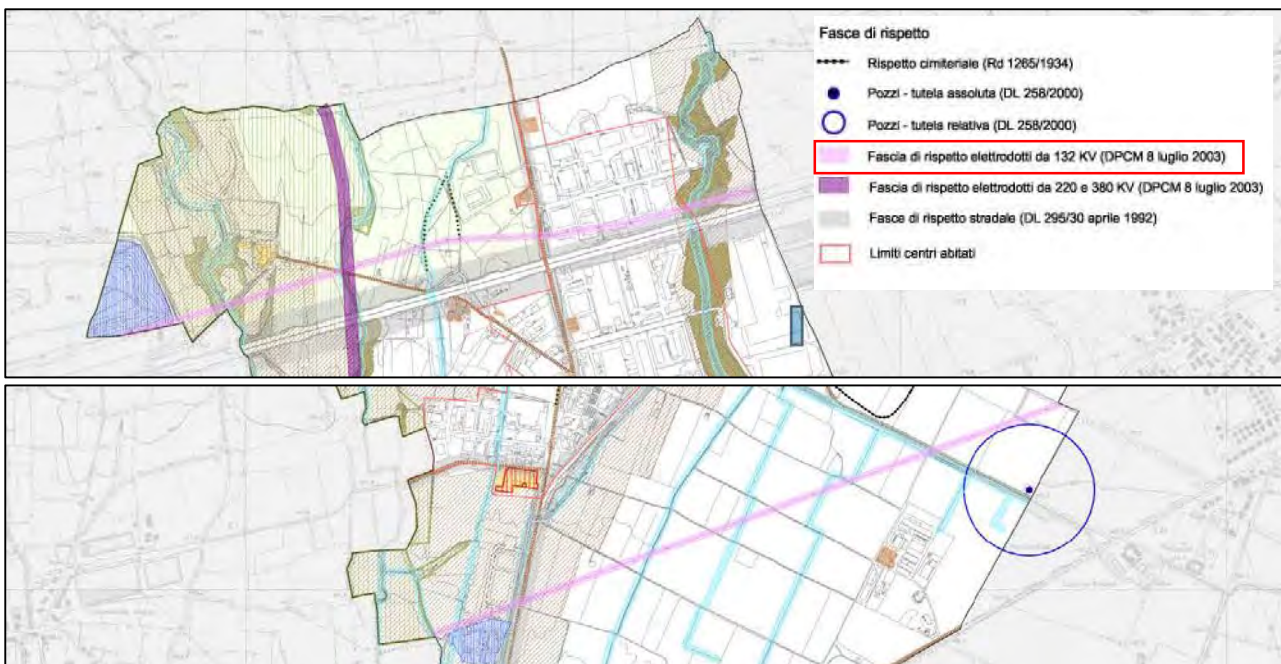 Fasce di rispetto
Rispetto cimiteriale (Rd 1265/1934)
Pozzi - tutela assoluta (DL 258/2000)
Pozzi - tutela relativa (DL 258/2000)
Fascia di rispetto elettrodotti da 132 KV (DPCM 8 luglio 2003)
Fascia di rispetto elettrodotti da 220 e 380 KV (DPCM 8 luglio 2003)
Fasce di rispetto stradale (DL 295/30 aprile 1992)
Limiti centri abitati